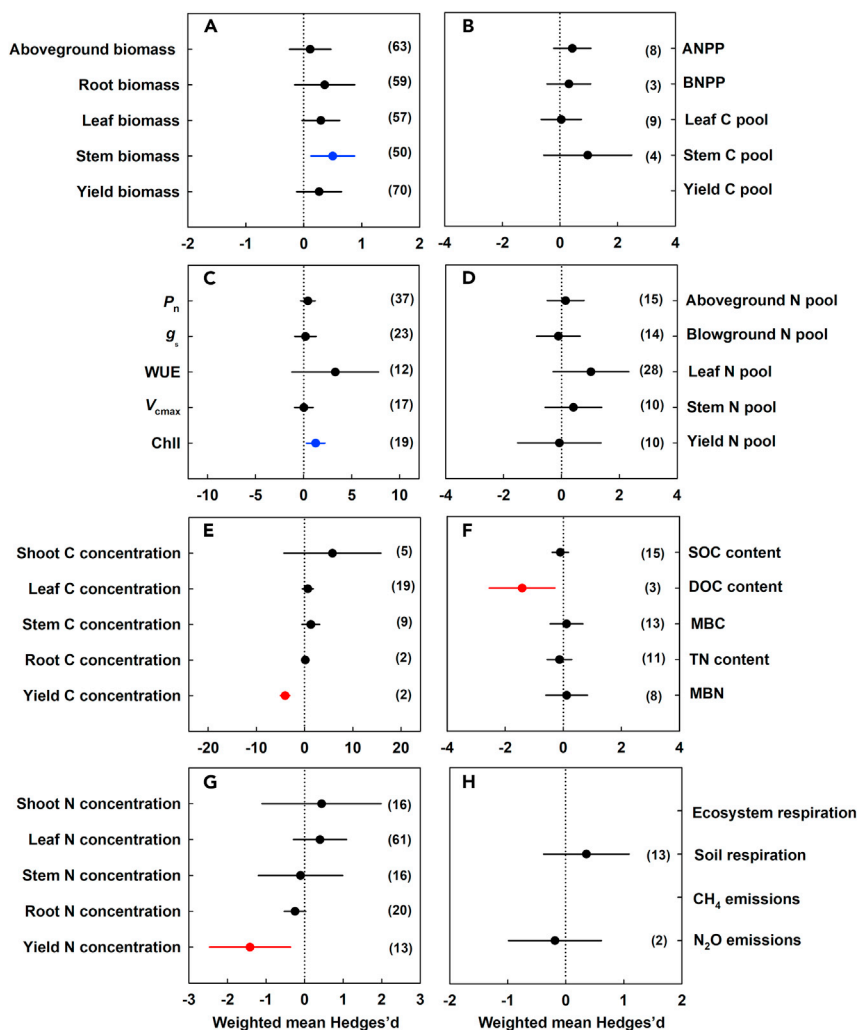 A
Aboveground biomass (63)
Root biomass (59)
Leaf biomass (57)
Stem biomass (50)
Yield biomass (70)
-2 -1 0 1 2
B
(8) ANPP
(3) BNPP
(9) Leaf C pool
(4) Stem C pool
Yield C pool
-4 -2 0 2 4
C
Pn (37)
gs (23)
WUE (12)
Vcmax (17)
Chll (19)
-10 -5 0 5 10
D
(15) Aboveground N pool
(14) Blowground N pool
(28) Leaf N pool
(10) Stem N pool
(10) Yield N pool
-4 -2 0 2 4
E
Shoot C concentration (5)
Leaf C concentration (19)
Stem C concentration (9)
Root C concentration (2)
Yield C concentration (2)
-20 -10 0 10 20
F
(15) SOC content
(3) DOC content
(13) MBC
(11) TN content
(8) MBN
-4 -2 0 2 4
G
Shoot N concentration (16)
Leaf N concentration (61)
Stem N concentration (16)
Root N concentration (20)
Yield N concentration (13)
-3 -2 -1 0 1 2 3
Weighted mean Hedges'd
H
Ecosystem respiration
(13) Soil respiration
CH4 emissions
(2) N2O emissions
-2 -1 0 1 2
Weighted mean Hedges'd